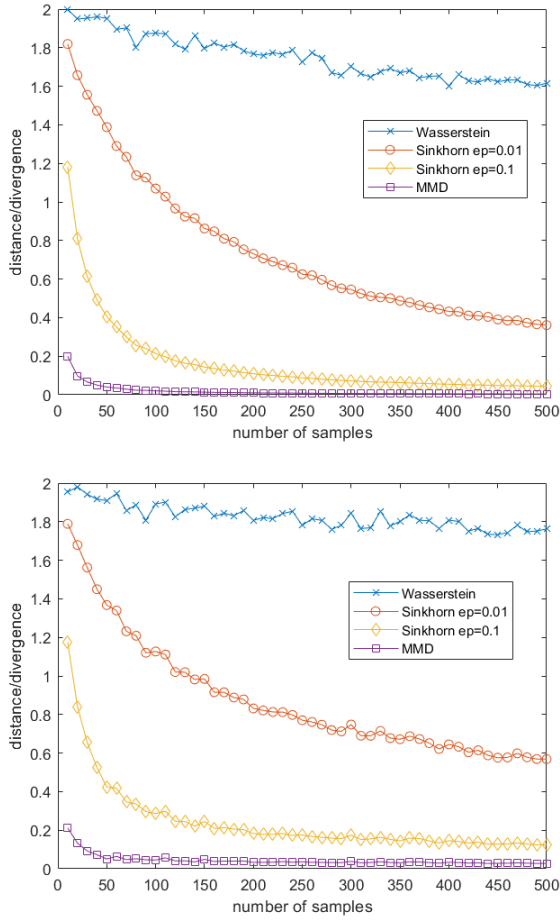 2
1.8
1.6
1.4
1.2
1
0.8
0.6
0.4
0.2
0
distance/divergence
Wasserstein
Sinkhorn ep=0.01
Sinkhorn ep=0.1
MMD
0 50 100 150 200 250 300 350 400 450 500
number of samples
2
1.8
1.6
1.4
1.2
1
0.8
0.6
0.4
0.2
0
distance/divergence
Wasserstein
Sinkhorn ep=0.01
Sinkhorn ep=0.1
MMD
0 50 100 150 200 250 300 350 400 450 500
number of samples